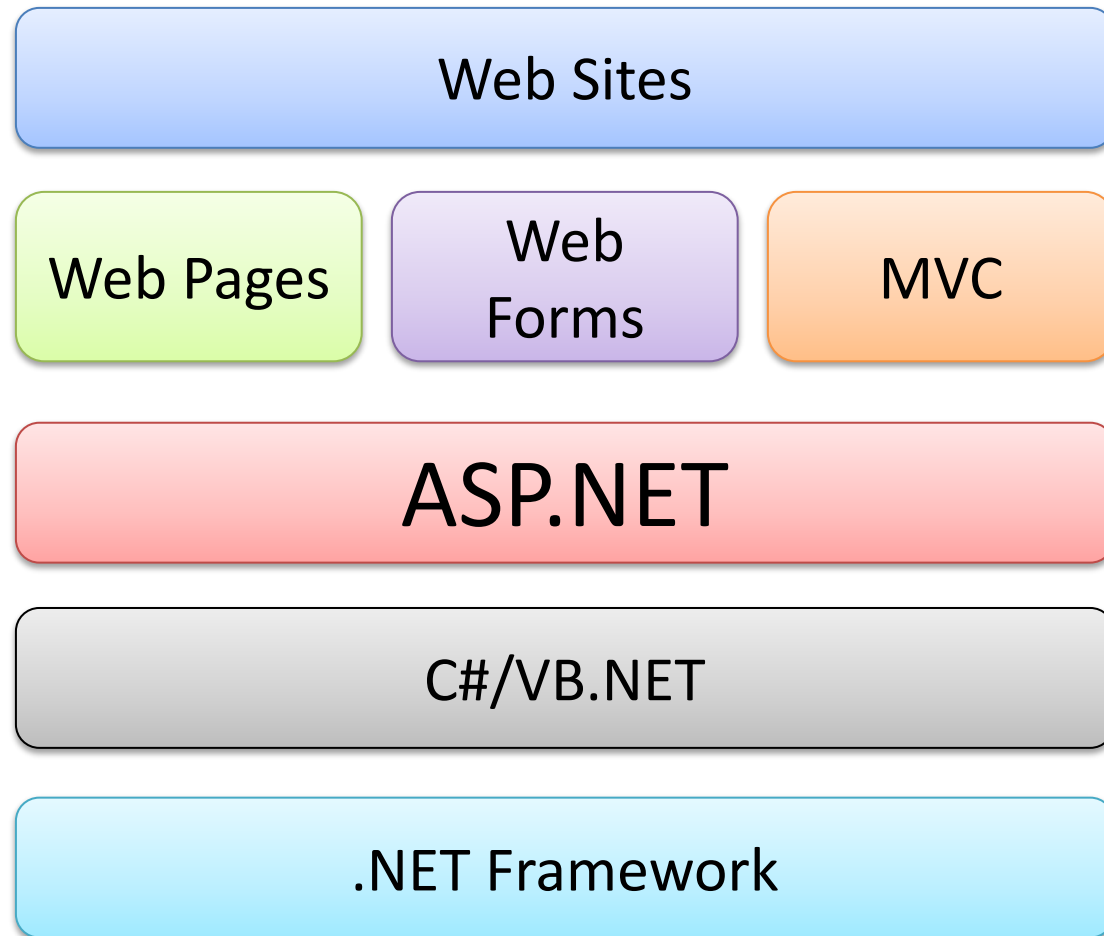 Web Sites
Web Pages
Web
Forms
MVC
ASP.NET
C#/VB.NET
.NET Framework